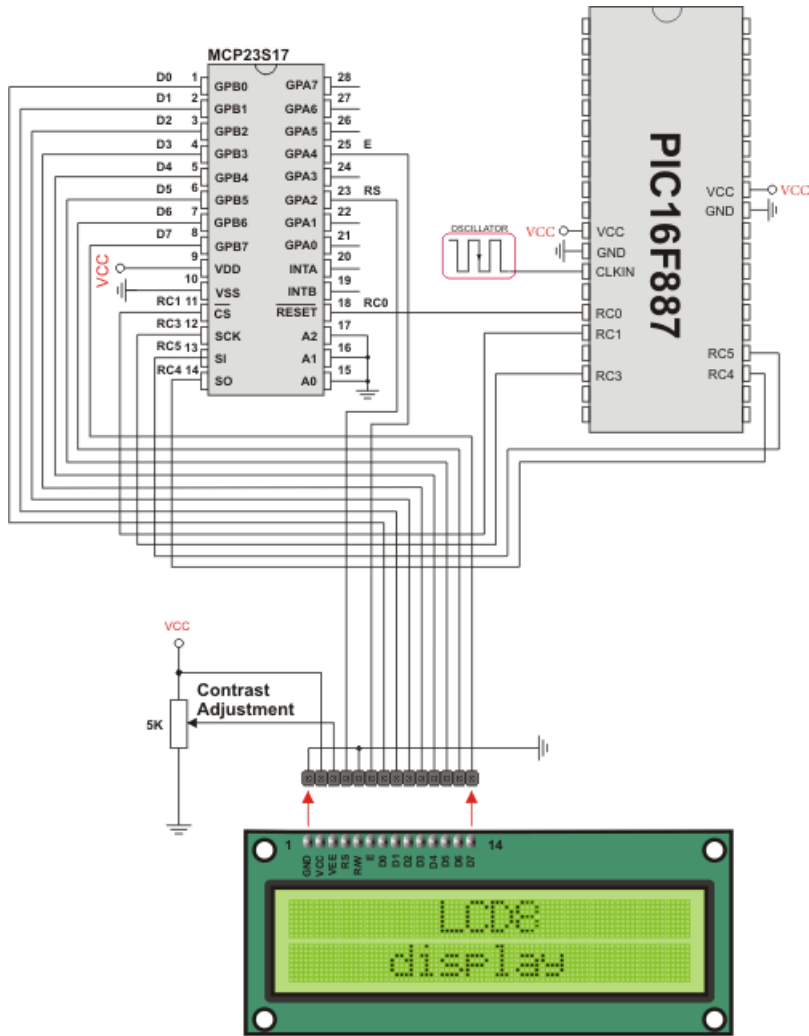 MCP23S17
D0 1 GPB0 GPA7 28
D1 2 GPB1 GPA6 27
D2 3 GPB2 GPA5 26
D3 4 GPB3 GPA4 25 E
D4 5 GPB4 GPA3 24
D5 6 GPB5 GPA2 23 RS
D6 7 GPB6 GPA1 22
D7 8 GPB7 GPA0 21
VCC 9 VDD INTA 20
10 VSS INTB 19
RC1 11 CS RESET 18 RC0
RC3 12 SCK A2 17
RC5 13 SI A1 16
RC4 14 SO A0 15
PIC16F887
VCC VCC
GND
OSCILLATOR
VCC VCC
GND
CLKIN
RC0
RC1
RC3
RC5
RC4
VCC
Contrast
Adjustment
5K
1 14
GND VCC VEE RS R/W E D0 D1 D2 D3 D4 D5 D6 D7
LCD8
display